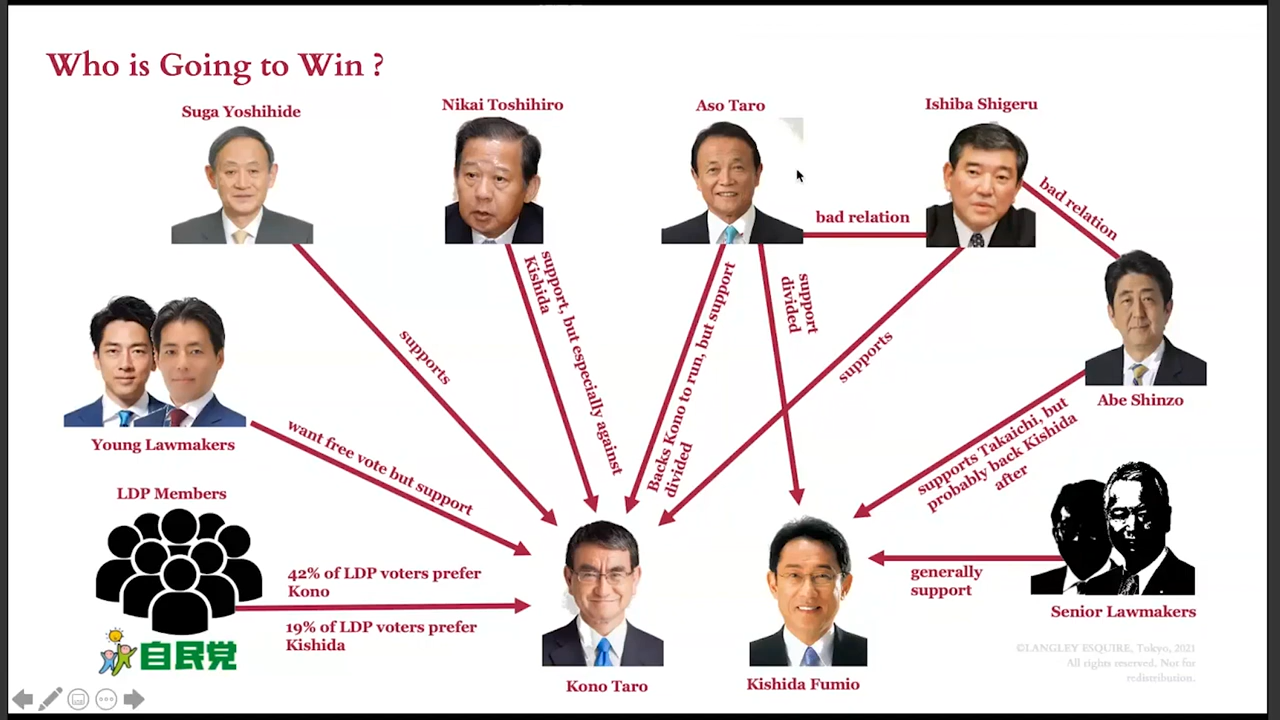 Who is Going to Win ?
Suga Yoshihide
Nikai Toshihiro
Aso Taro
Ishiba Shigeru
bad relation
bad relation
support, but especially against
Kishida
Backs Kono to run, but support
divided
support
divided
supports
supports
Abe Shinzo
supports Takaichi, but
probably back Kishida
after
Young Lawmakers
want free vote but support
LDP Members
42% of LDP voters prefer
Kono
19% of LDP voters prefer
Kishida
自民党
generally
support
Senior Lawmakers
Kono Taro
Kishida Fumio
©LANGLEY ESQUIRE, Tokyo, 2021
All rights reserved. Not for
redistribution.